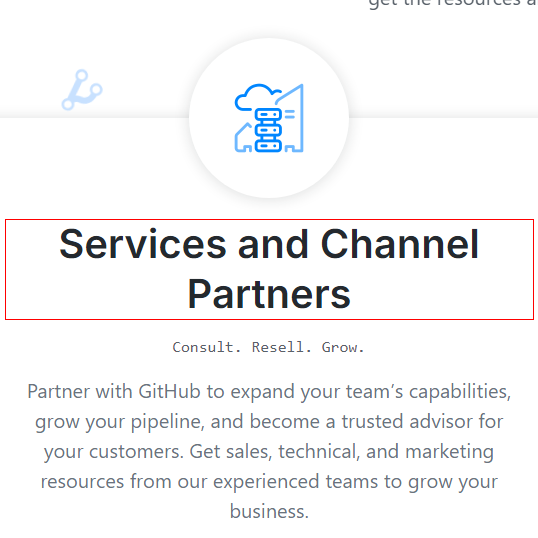 get the resources a
Services and Channel
Partners
Consult. Resell. Grow.
Partner with GitHub to expand your team’s capabilities,
grow your pipeline, and become a trusted advisor for
your customers. Get sales, technical, and marketing
resources from our experienced teams to grow your
business.